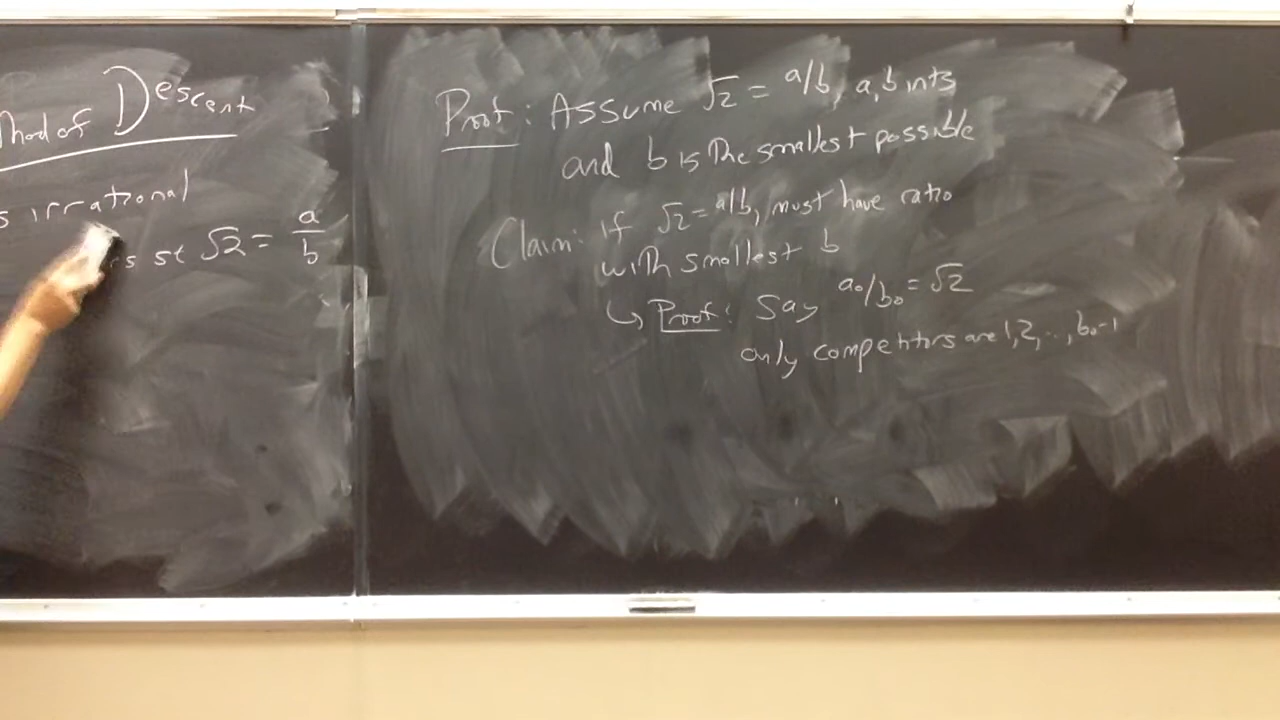 of Descent
irrational
st √2 = a/b
Proof: Assume √2 = a/b, a,b ints
and b is the smallest possible
Claim: if √2 = a/b, must have ratio
with smallest b
↳ Proof: Say a₀/b₀ = √2
only competitors are 1,2,...,b₀-1